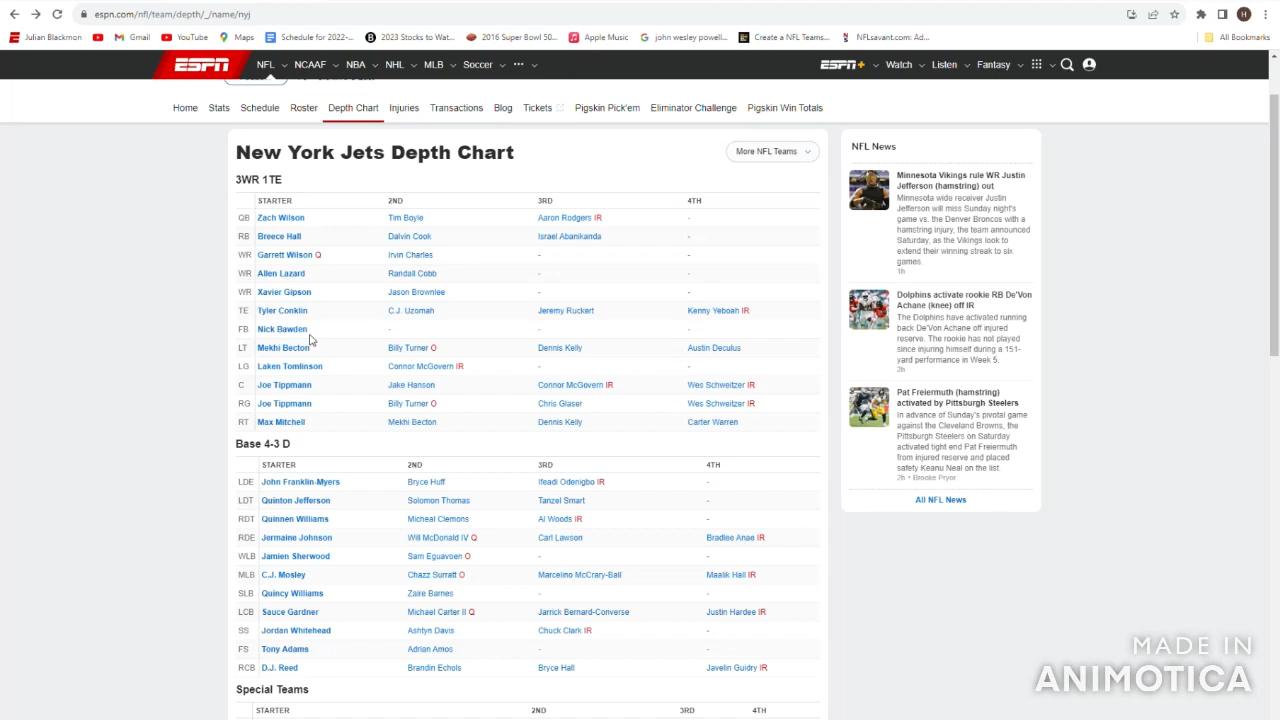 espn.com/nfl/team/depth/_/name/nyj
Julian Blackmon
Gmail
YouTube
Maps
Schedule for 2022-...
2023 Stocks to Wat...
2016 Super Bowl 50...
Apple Music
john wesley powell...
Create a NFL Teams...
NFLsavant.com: Ad...
All Bookmarks
ESPN NFL NCAAF NBA NHL MLB Soccer ••• ESPN+ Watch Listen Fantasy
Home Stats Schedule Roster Depth Chart Injuries Transactions Blog Tickets Pigskin Pick'em Eliminator Challenge Pigskin Win Totals
New York Jets Depth Chart
More NFL Teams
3WR 1TE
STARTER 2ND 3RD 4TH
QB Zach Wilson Tim Boyle Aaron Rodgers IR -
RB Breece Hall Dalvin Cook Israel Abanikanda -
WR Garrett Wilson Q Irvin Charles - -
WR Allen Lazard Randall Cobb - -
WR Xavier Gipson Jason Brownlee - -
TE Tyler Conklin C.J. Uzomah Jeremy Ruckert Kenny Yeboah IR
FB Nick Bawden - - -
LT Mekhi Becton Billy Turner O Dennis Kelly Austin Deculus
LG Laken Tomlinson Connor McGovern IR - -
C Joe Tippmann Jake Hanson Connor McGovern IR Wes Schweitzer IR
RG Joe Tippmann Billy Turner O Chris Glaser Wes Schweitzer IR
RT Max Mitchell Mekhi Becton Dennis Kelly Carter Warren
Base 4-3 D
STARTER 2ND 3RD 4TH
LDE John Franklin-Myers Bryce Huff Ifeadi Odenigbo IR -
LDT Quinton Jefferson Solomon Thomas Tanzel Smart -
RDT Quinnen Williams Micheal Clemons Al Woods IR -
RDE Jermaine Johnson Will McDonald IV Q Carl Lawson Bradlee Anae IR
WLB Jamien Sherwood Sam Eguavoen O - -
MLB C.J. Mosley Chazz Surratt O Marcelino McCrary-Ball Maalik Hall IR
SLB Quincy Williams Zaire Barnes - -
LCB Sauce Gardner Michael Carter II Q Jarrick Bernard-Converse Justin Hardee IR
SS Jordan Whitehead Ashtyn Davis Chuck Clark IR -
FS Tony Adams Adrian Amos - -
RCB D.J. Reed Brandin Echols Bryce Hall Javelin Guidry IR
Special Teams
STARTER 2ND 3RD 4TH
NFL News
Minnesota Vikings rule WR Justin
Jefferson (hamstring) out
Minnesota wide receiver Justin
Jefferson will miss Sunday night's
game vs. the Denver Broncos with a
hamstring injury, the team announced
Saturday, as the Vikings look to
extend their winning streak to six
games.
1h
Dolphins activate rookie RB De'Von
Achane (knee) off IR
The Dolphins have activated running
back De'Von Achane off injured
reserve. The rookie has not played
since injuring himself during a 151-
yard performance in Week 5.
2h
Pat Freiermuth (hamstring)
activated by Pittsburgh Steelers
In advance of Sunday's pivotal game
against the Cleveland Browns, the
Pittsburgh Steelers on Saturday
activated tight end Pat Freiermuth
from injured reserve and placed
safety Keanu Neal on the list.
2h • Brooke Pryor
All NFL News
MADE IN
ANIMOTICA